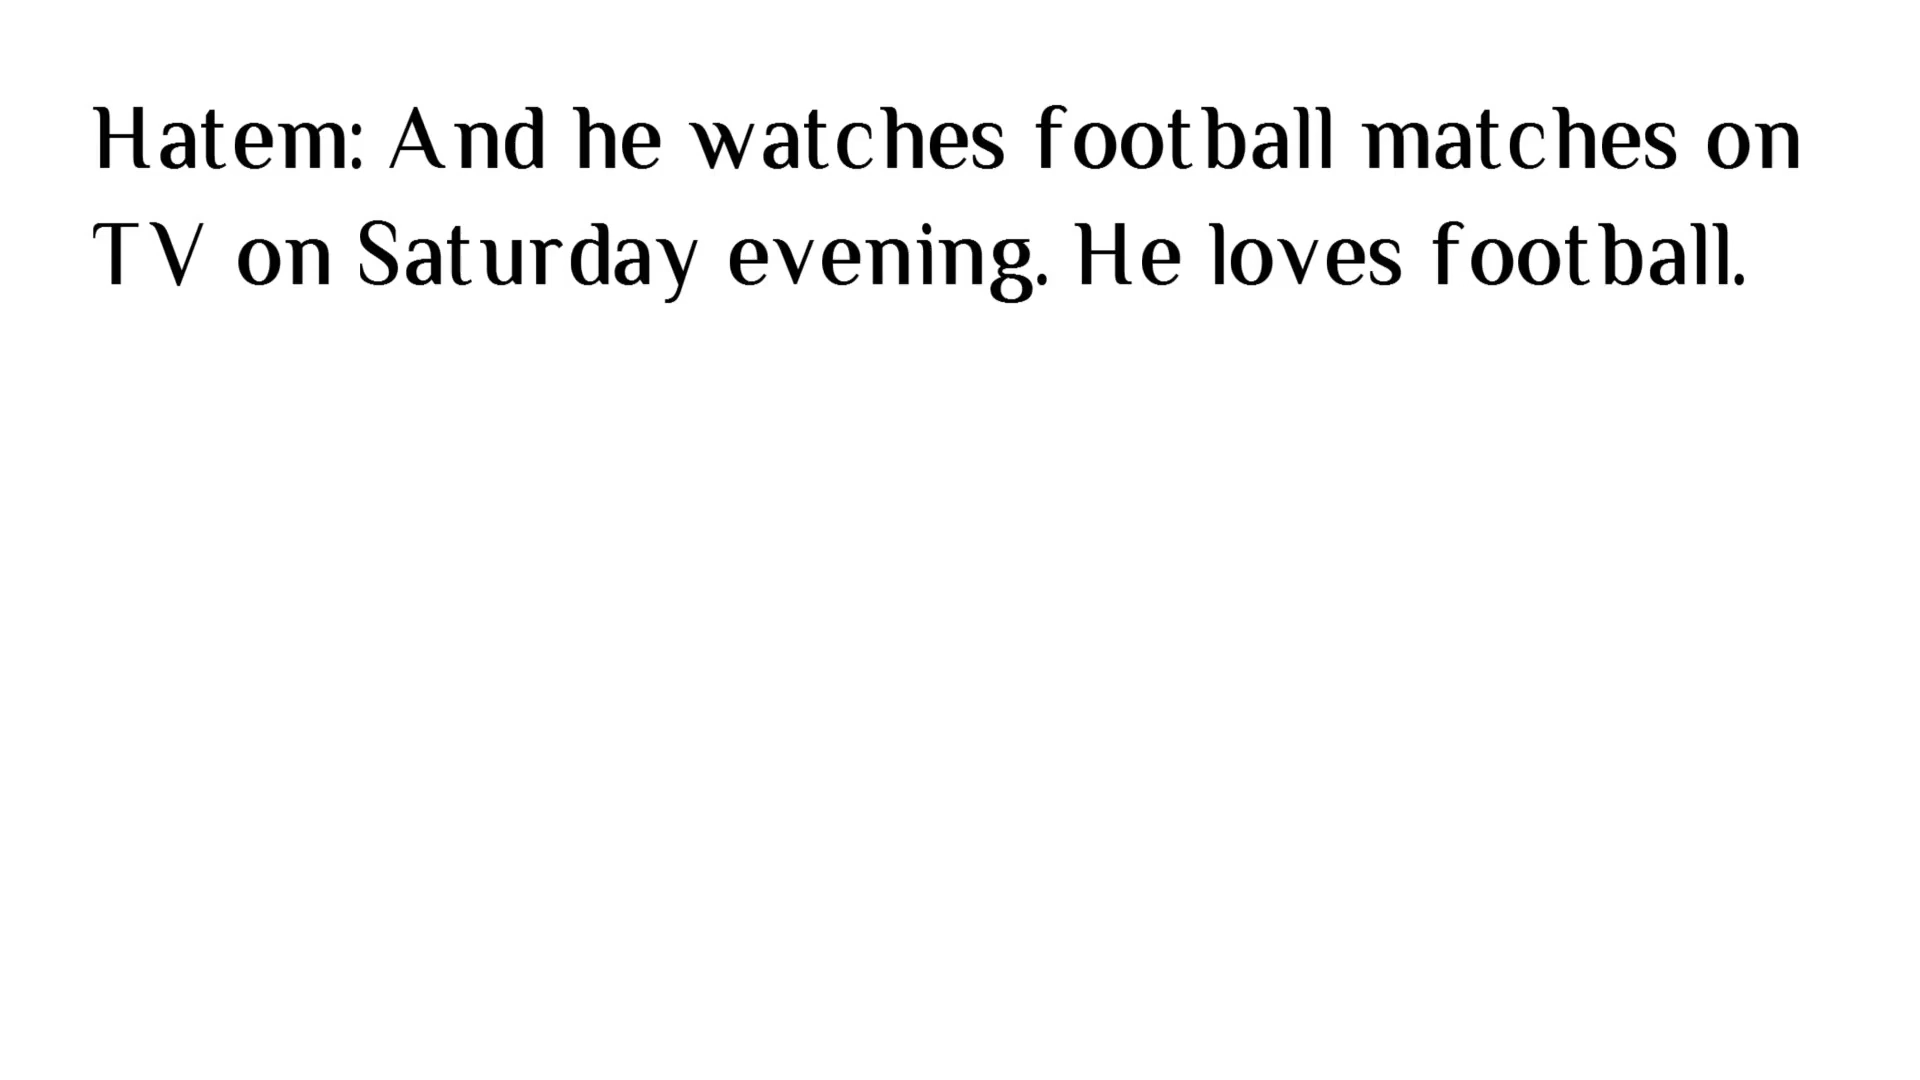 Hatem: And he watches football matches on
TV on Saturday evening. He loves football.